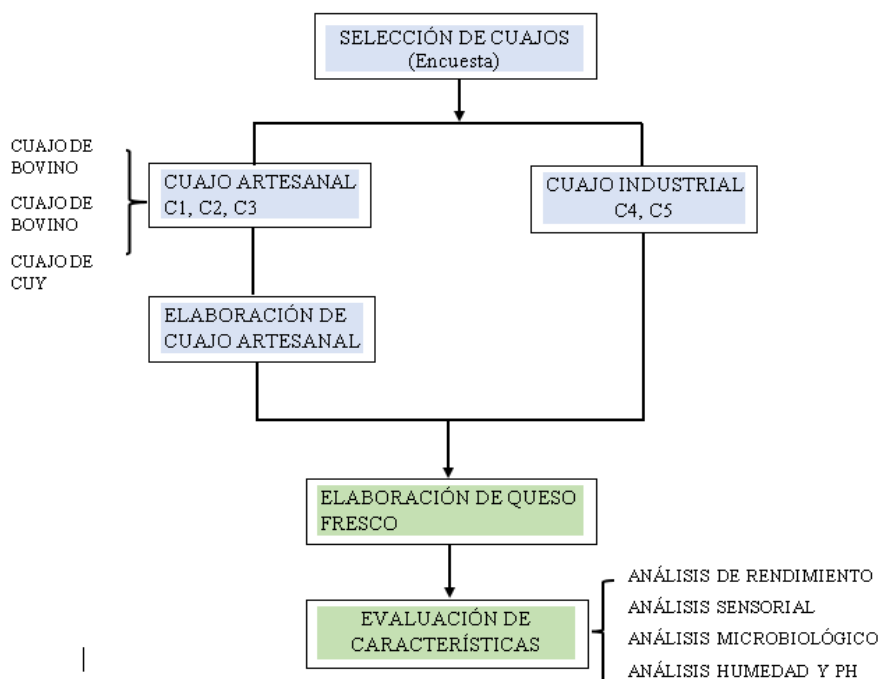 SELECCIÓN DE CUAJOS
(Encuesta)
CUAJO DE
BOVINO
CUAJO DE
BOVINO
CUAJO DE
CUY
CUAJO ARTESANAL
C1, C2, C3
CUAJO INDUSTRIAL
C4, C5
ELABORACIÓN DE
CUAJO ARTESANAL
ELABORACIÓN DE QUESO
FRESCO
EVALUACIÓN DE
CARACTERÍSTICAS
ANÁLISIS DE RENDIMIENTO
ANÁLISIS SENSORIAL
ANÁLISIS MICROBIOLÓGICO
ANÁLISIS HUMEDAD Y PH